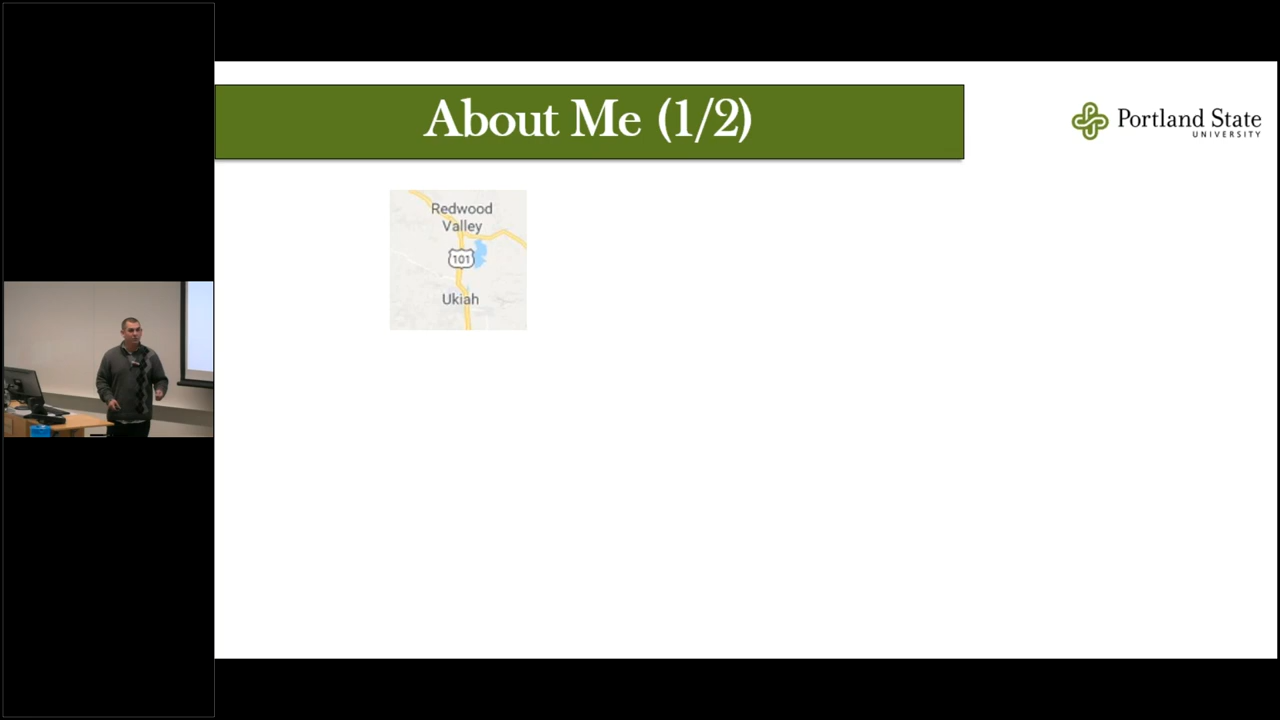 About Me (1/2)
Portland State
UNIVERSITY
Redwood
Valley
101
Ukiah